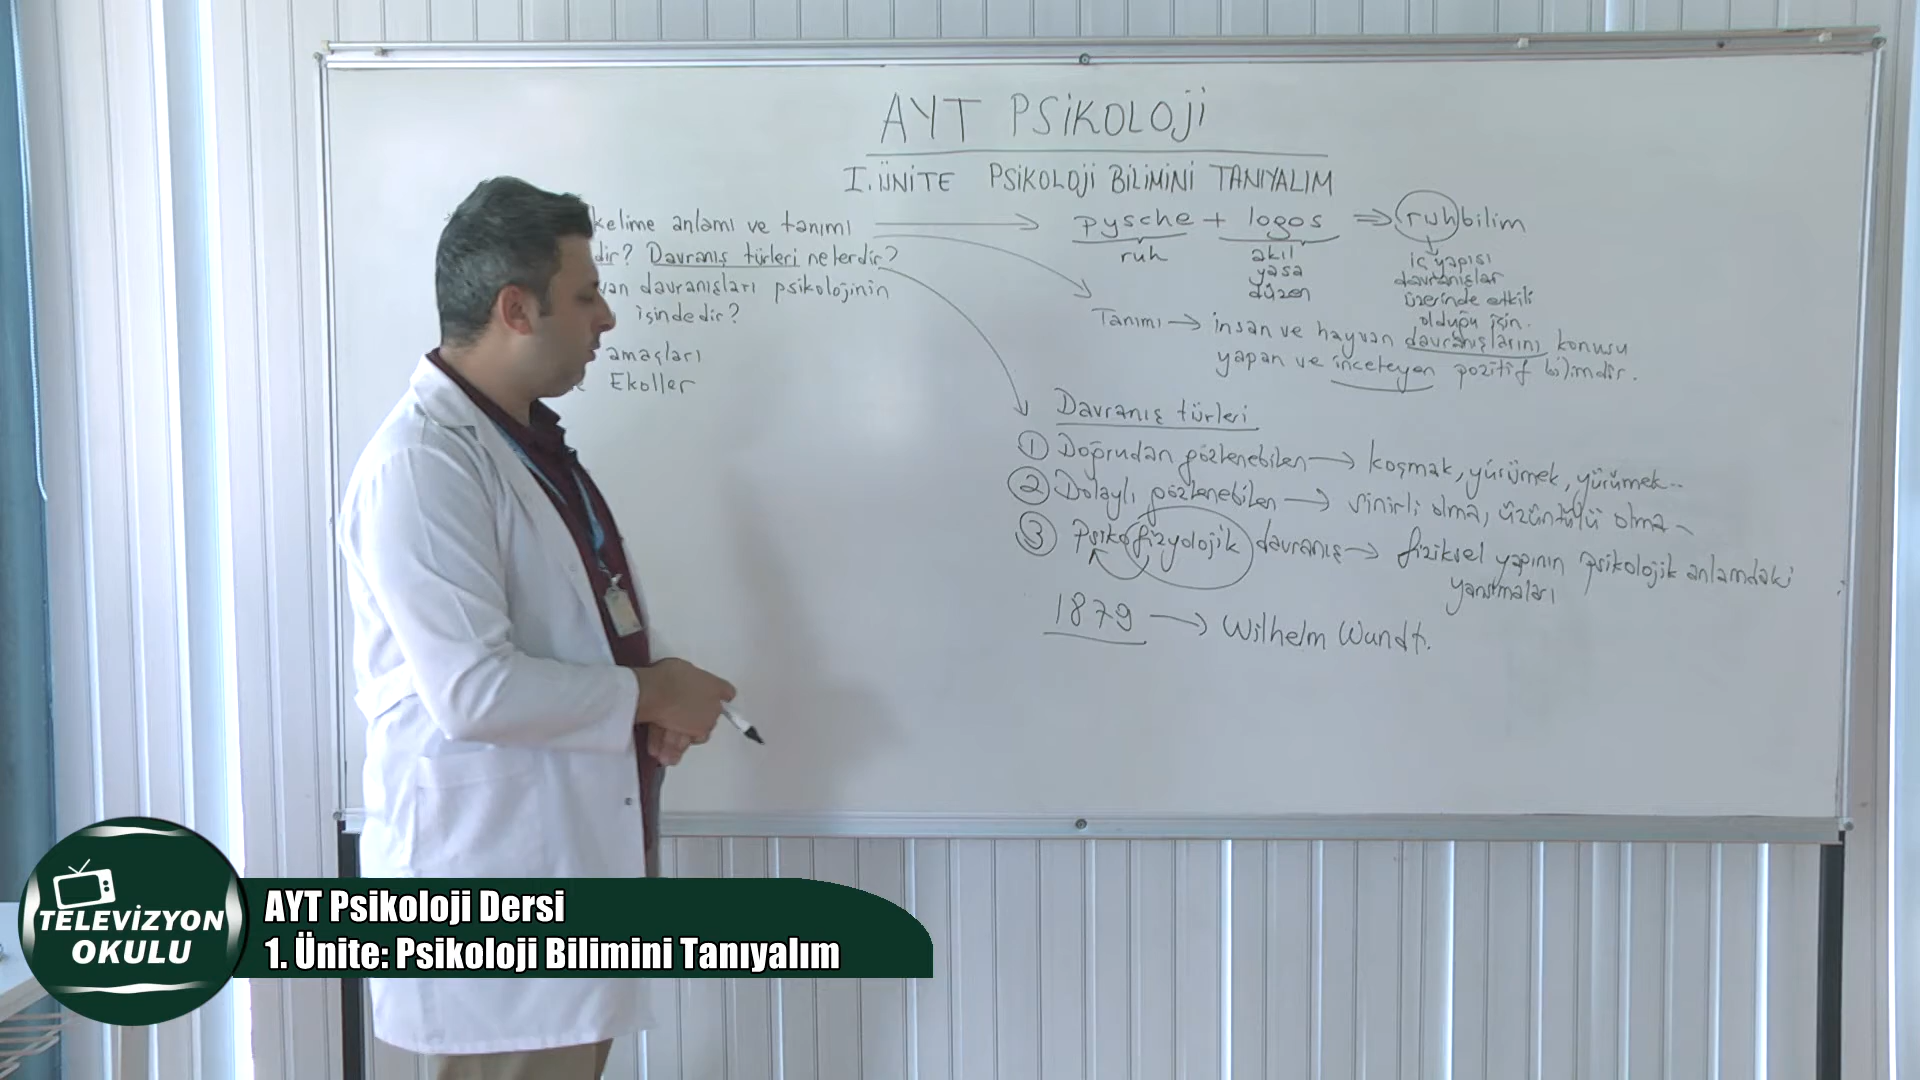 AYT PSİKOLOJİ
I. ÜNİTE PSİKOLOJİ BİLİMİNİ TANIYALIM
kelime anlamı ve tanımı
dir? Davranış türleri nelerdir?
van davranışları psikolojinin
içindedir?
amaçları
Ekoller
pysche + logos ⇒ ruhbilim
ruh
akıl
yasa
düzen
iç yapısı
davranışlar
üzerinde etkili
olduğu için.
Tanımı → insan ve hayvan davranışlarını konusu
yapan ve inceleyen pozitif bilimdir.
Davranış türleri
① Doğrudan gözlenebilen → koşmak, yürümek, yürümek...
② Dolaylı gözlenebilen → sinirli olma, üzüntülü olma
③ Psikofizyolojik davranış → fiziksel yapının psikolojik anlamdaki
yansımaları
1879 → Wilhelm Wundt.
TELEVİZYON
OKULU
AYT Psikoloji Dersi
1. Ünite: Psikoloji Bilimini Tanıyalım